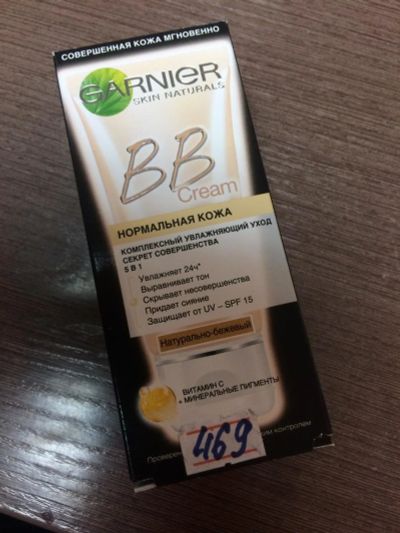 СОВЕРШЕННАЯ КОЖА МГНОВЕННО
GARNIER
SKIN NATURALS
BB
Cream
НОРМАЛЬНАЯ КОЖА
КОМПЛЕКСНЫЙ УВЛАЖНЯЮЩИЙ УХОД
СЕКРЕТ СОВЕРШЕНСТВА
5 В 1
Увлажняет 24ч*
Выравнивает тон
Скрывает несовершенства
Придает сияние
Защищает от UV – SPF 15
Натурально-бежевый
ВИТАМИН С
+ МИНЕРАЛЬНЫЕ ПИГМЕНТЫ
469
контролем